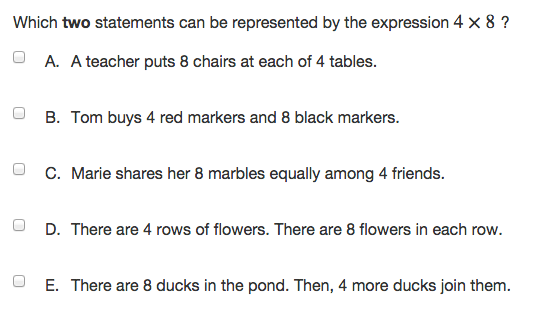 Which two statements can be represented by the expression 4 × 8 ?
A. A teacher puts 8 chairs at each of 4 tables.
B. Tom buys 4 red markers and 8 black markers.
C. Marie shares her 8 marbles equally among 4 friends.
D. There are 4 rows of flowers. There are 8 flowers in each row.
E. There are 8 ducks in the pond. Then, 4 more ducks join them.